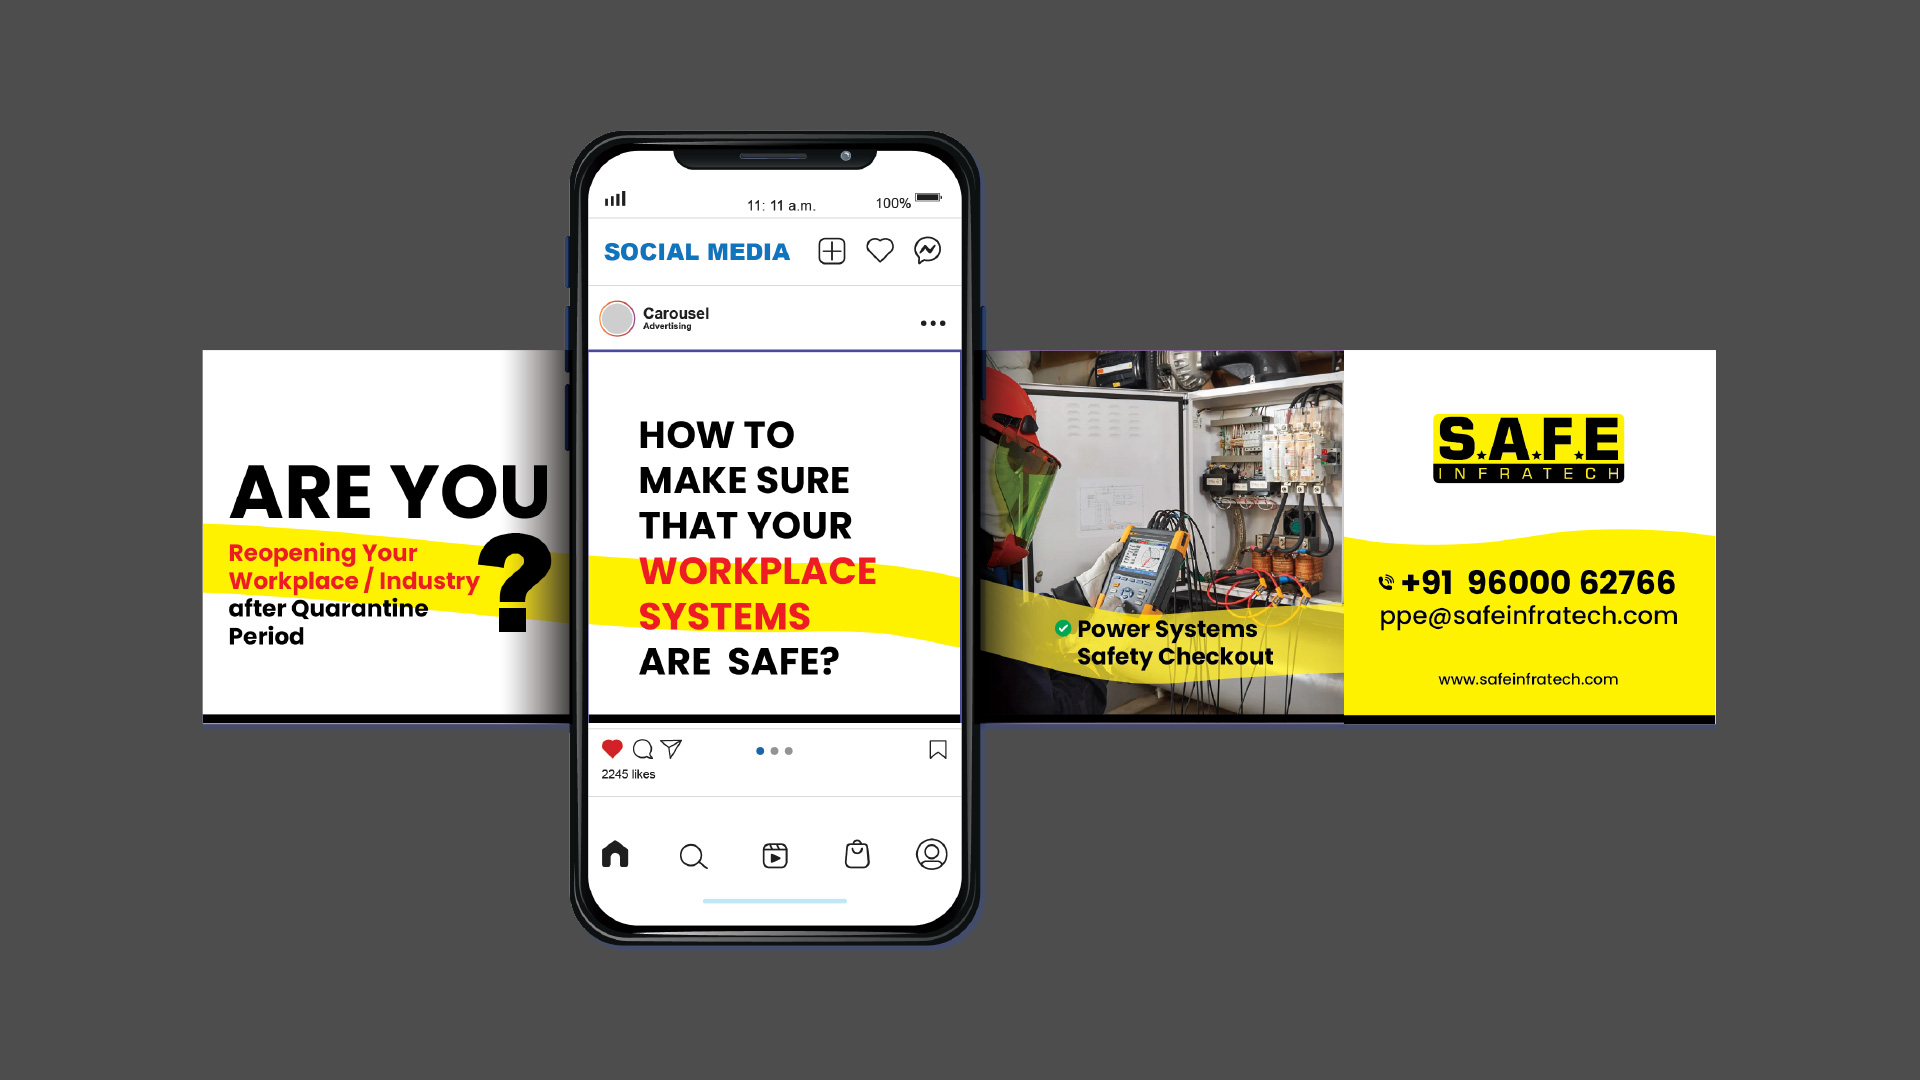 11: 11 a.m.
100%
SOCIAL MEDIA
Carousel
Advertising
ARE YOU
Reopening Your
Workplace / Industry
after Quarantine
Period
?
HOW TO
MAKE SURE
THAT YOUR
WORKPLACE
SYSTEMS
ARE SAFE?
Power Systems
Safety Checkout
S.A.F.E
INFRATECH
+91 96000 62766
ppe@safeinfratech.com
www.safeinfratech.com
2245 likes